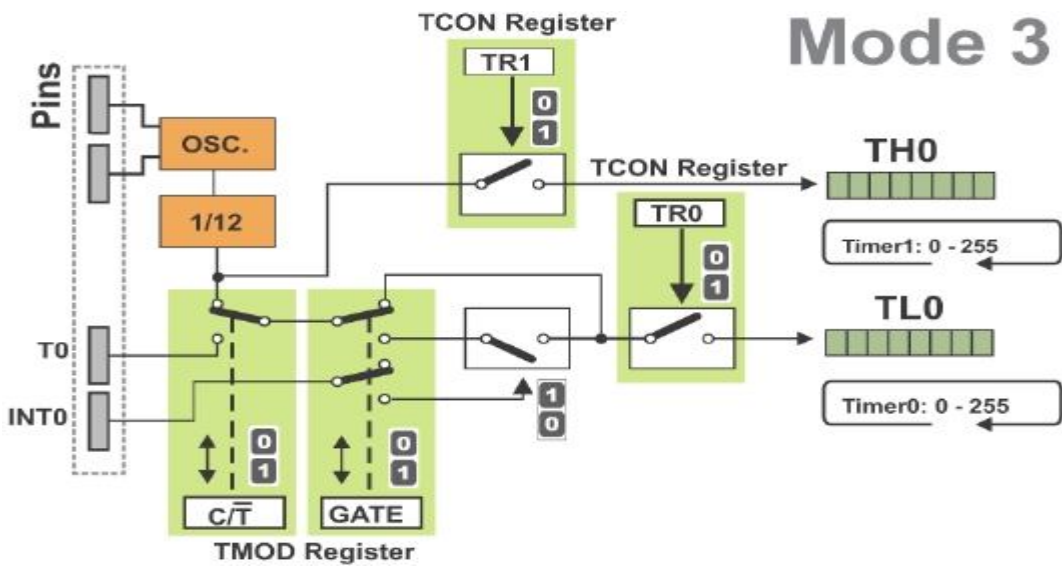 TCON Register
Mode 3
Pins
TR1
0
1
OSC.
TCON Register
TH0
1/12
TR0
0
1
Timer1: 0 - 255
TL0
T0
INT0
1
0
Timer0: 0 - 255
0
1
0
1
C/T̅
GATE
TMOD Register